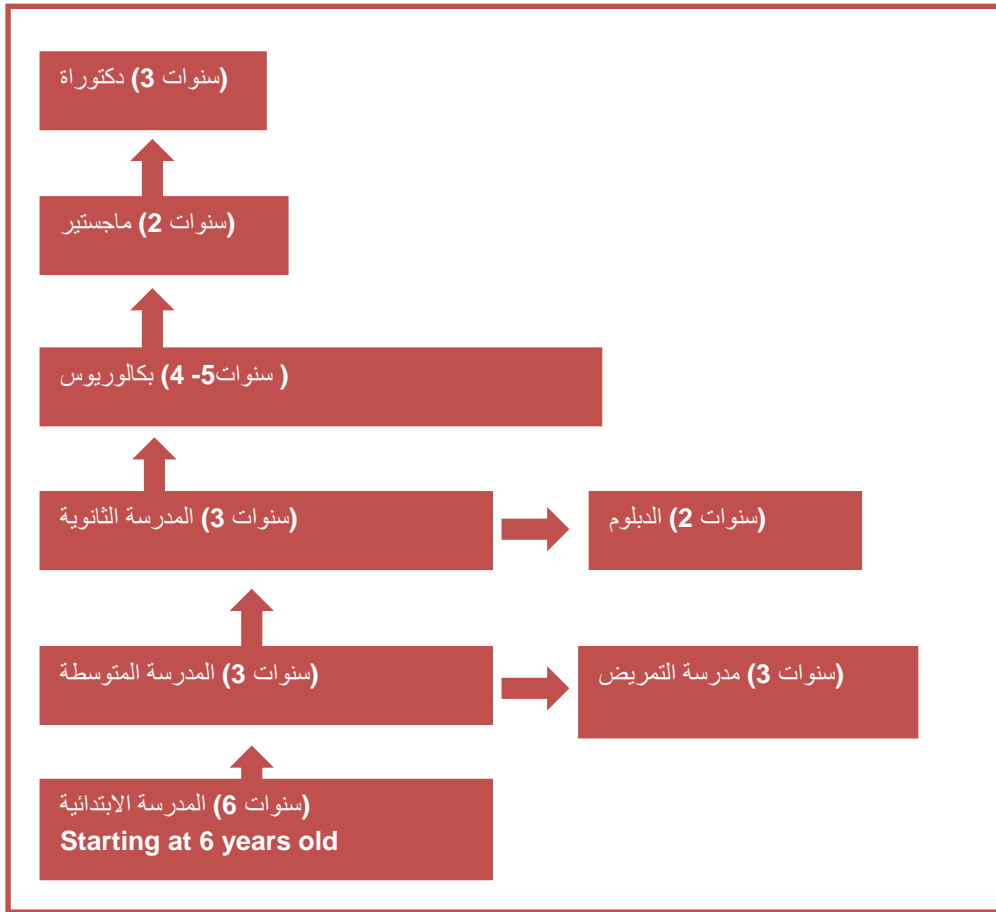 دكتوراة (3 سنوات)
ماجستير (2 سنوات)
بكالوريوس (4 -5سنوات )
المدرسة الثانوية (3 سنوات)
الدبلوم (2 سنوات)
المدرسة المتوسطة (3 سنوات)
مدرسة التمريض (3 سنوات)
المدرسة الابتدائية (6 سنوات)
Starting at 6 years old